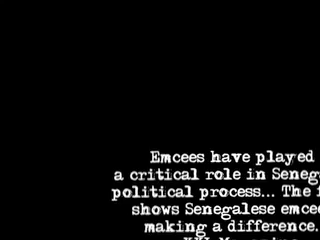 Emcees have played
a critical role in Seneg
political process... The f
shows Senegalese emcee
making a difference.